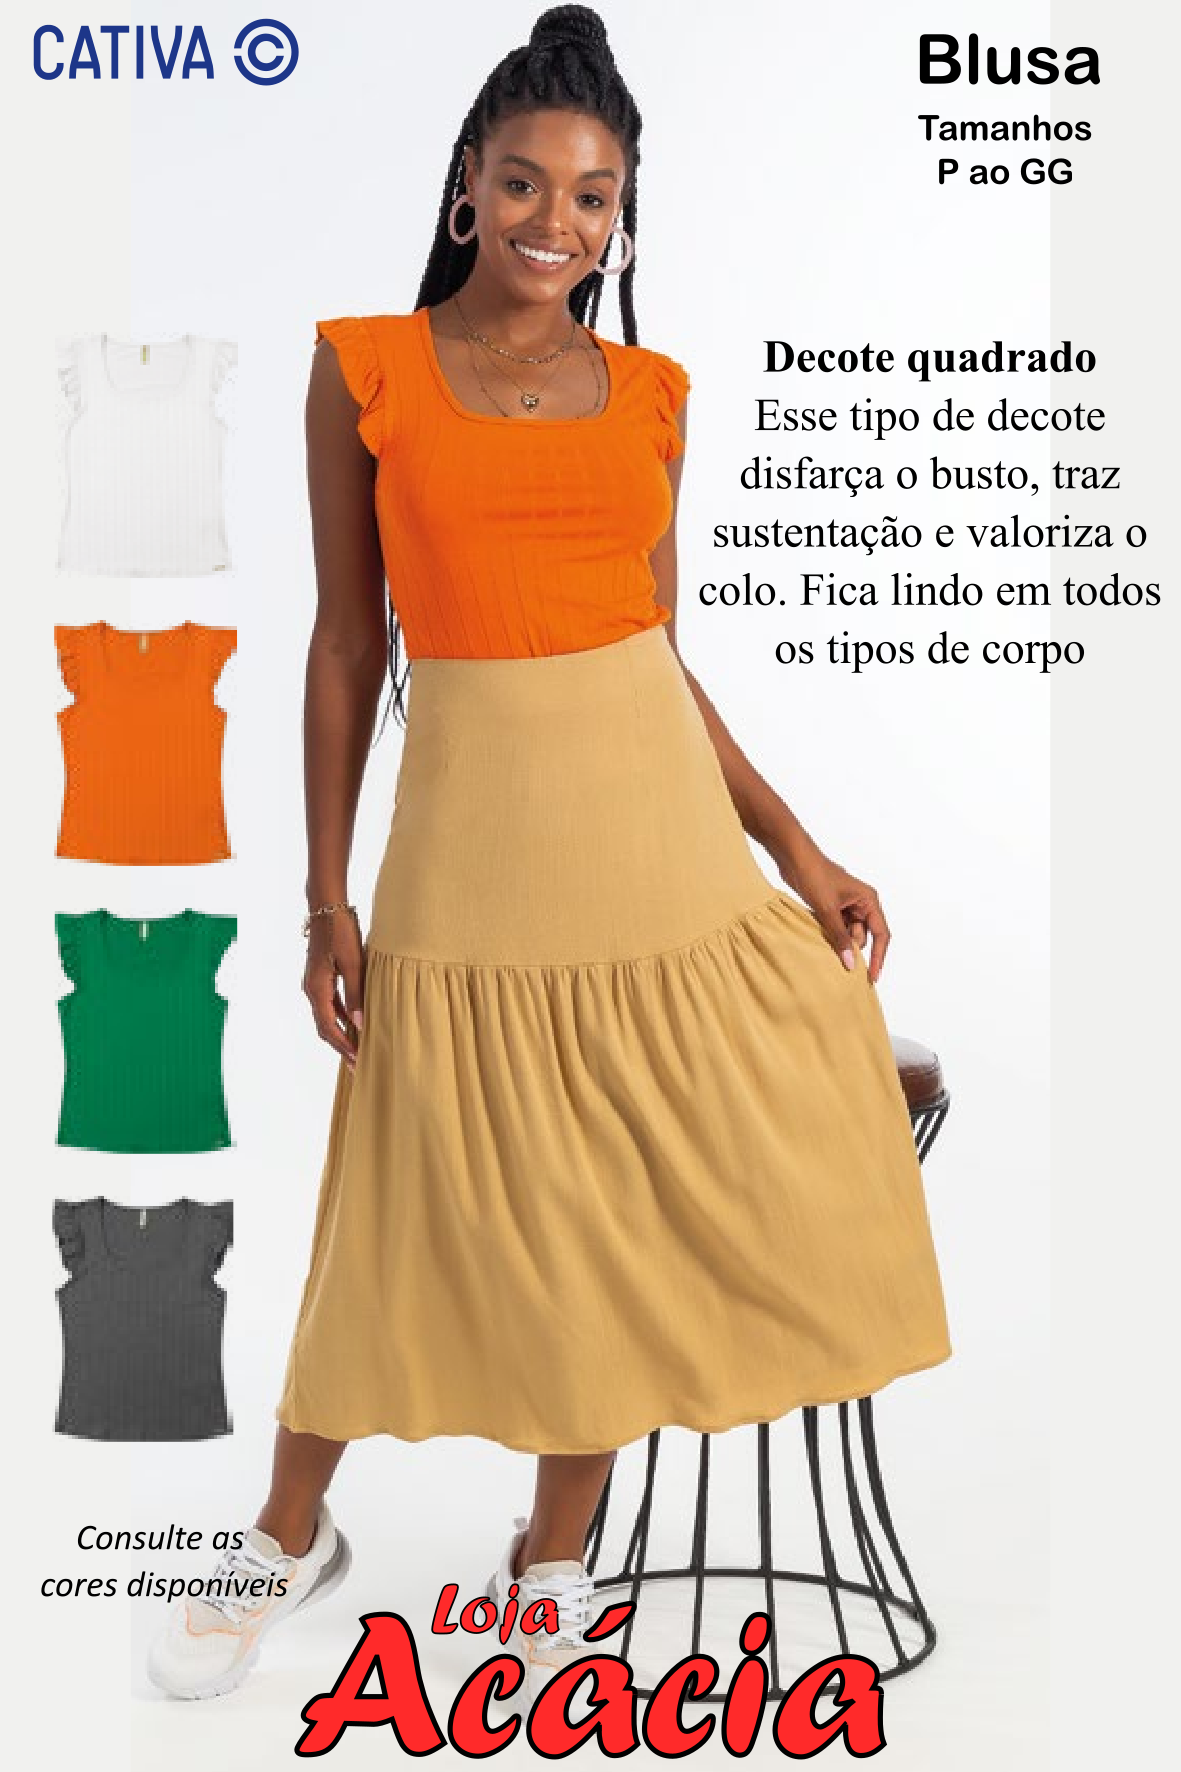 CATIVA
Blusa
Tamanhos
P ao GG
Decote quadrado
Esse tipo de decote
disfarça o busto, traz
sustentação e valoriza o
colo. Fica lindo em todos
os tipos de corpo
Consulte as
cores disponíveis
Loja
Acácia